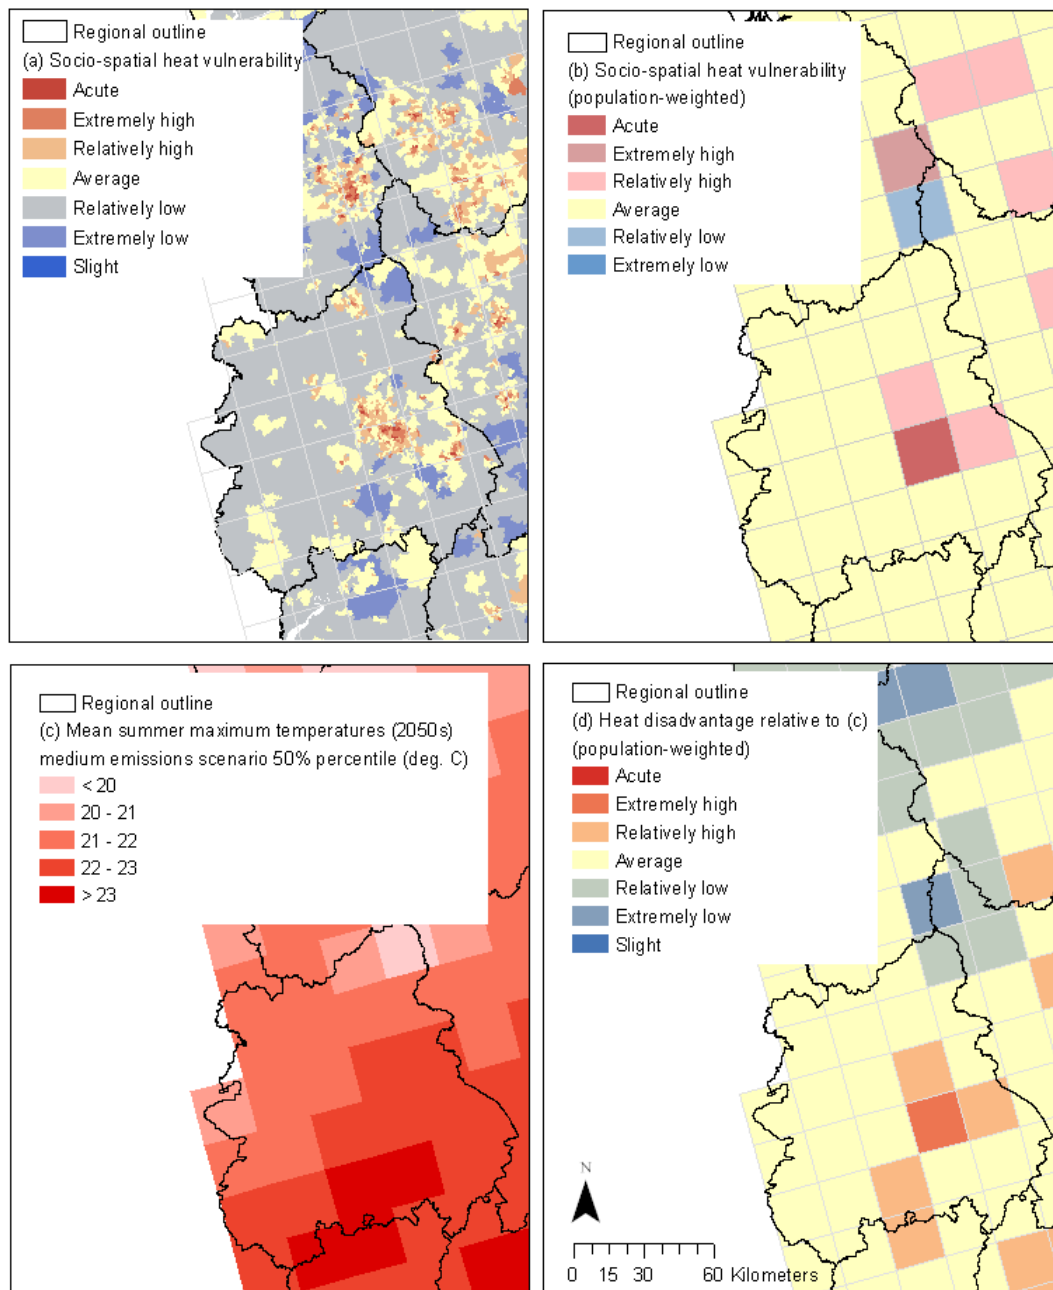 Regional outline
(a) Socio-spatial heat vulnerability
Acute
Extremely high
Relatively high
Average
Relatively low
Extremely low
Slight
Regional outline
(b) Socio-spatial heat vulnerability
(population-weighted)
Acute
Extremely high
Relatively high
Average
Relatively low
Extremely low
Regional outline
(c) Mean summer maximum temperatures (2050s)
medium emissions scenario 50% percentile (deg. C)
< 20
20 - 21
21 - 22
22 - 23
> 23
Regional outline
(d) Heat disadvantage relative to (c)
(population-weighted)
Acute
Extremely high
Relatively high
Average
Relatively low
Extremely low
Slight
N
0 15 30 60 Kilometers